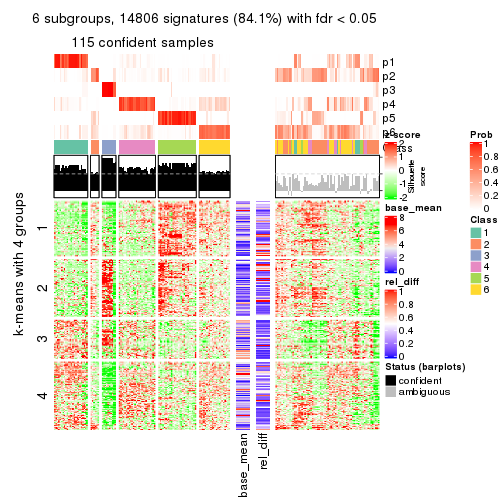 6 subgroups, 14806 signatures (84.1%) with fdr < 0.05
115 confident samples
p1
p2
p3
p4
p5
p6
Silhouette
score
k-means with 4 groups
1
2
3
4
base_mean
rel_diff
z_score
2
1
0
-1
-2
base_mean
8
6
4
2
0
rel_diff
1
0.8
0.6
0.4
0.2
0
Status (barplots)
confident
ambiguous
Prob
1
0.8
0.6
0.4
0.2
0
Class
1
2
3
4
5
6